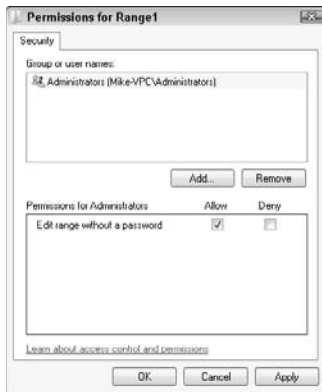 Permissions for Range1
Security
Group or user names:
Administrators (Mike-VPC\Administrators)
Add... Remove
Permissions for Administrators Allow Deny
Edit range without a password
Learn about access control and permissions
OK Cancel Apply